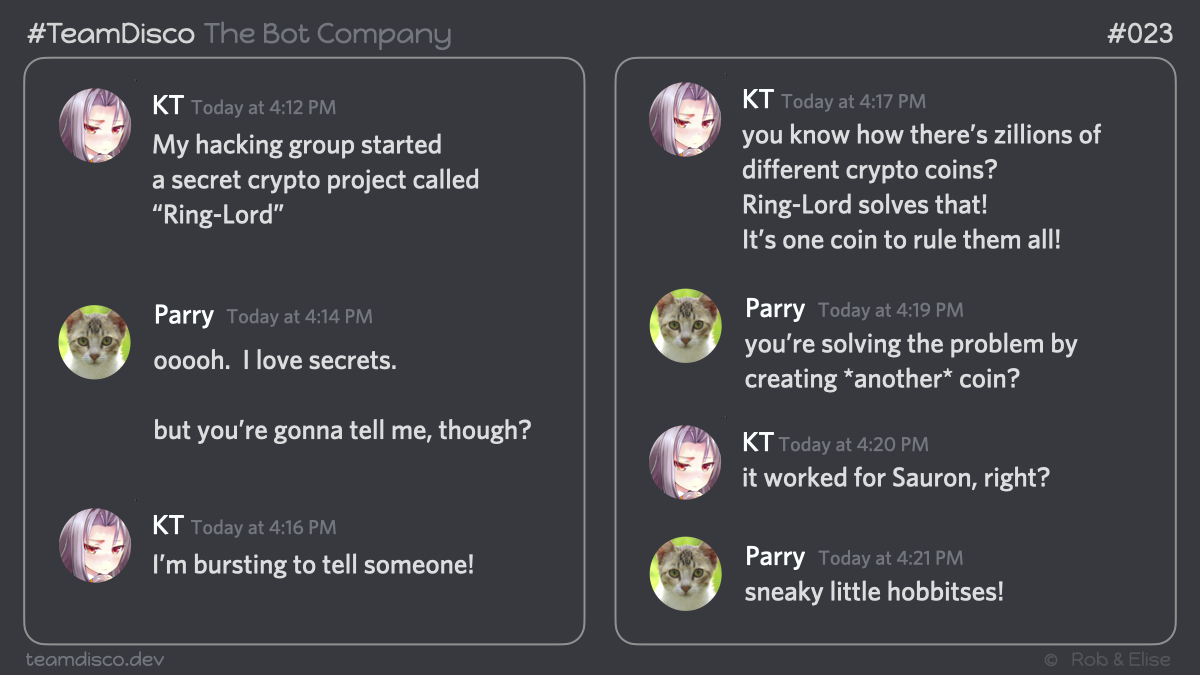 #TeamDisco The Bot Company
#023
KT Today at 4:12 PM
My hacking group started
a secret crypto project called
“Ring-Lord”
Parry Today at 4:14 PM
ooooh. I love secrets.
but you’re gonna tell me, though?
KT Today at 4:16 PM
I’m bursting to tell someone!
KT Today at 4:17 PM
you know how there’s zillions of
different crypto coins?
Ring-Lord solves that!
It’s one coin to rule them all!
Parry Today at 4:19 PM
you’re solving the problem by
creating *another* coin?
KT Today at 4:20 PM
it worked for Sauron, right?
Parry Today at 4:21 PM
sneaky little hobbitses!
teamdisco.dev
© Rob & Elise